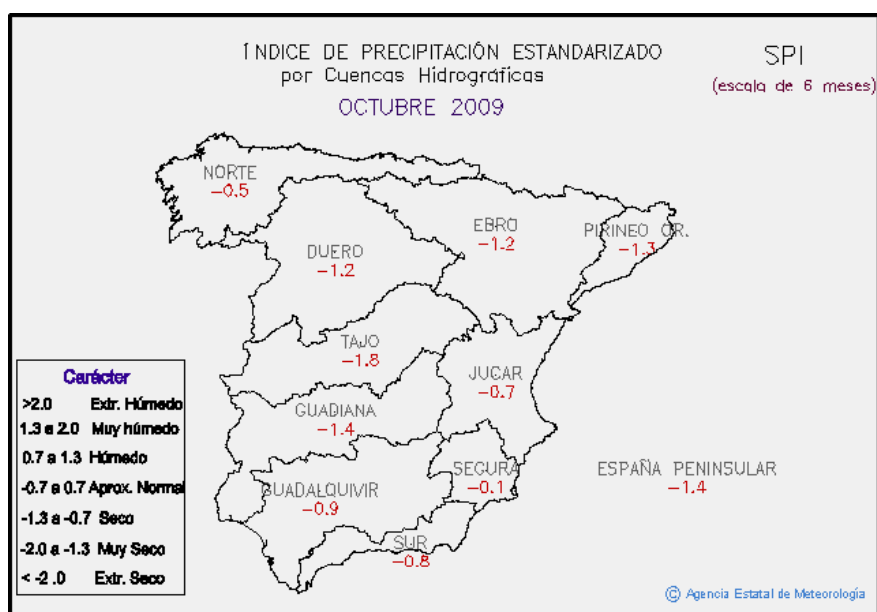 ÍNDICE DE PRECIPITACIÓN ESTANDARIZADO
por Cuencas Hidrográficas
OCTUBRE 2009
SPI
(escala de 6 meses)
NORTE
-0.5
DUERO
-1.2
EBRO
-1.2
PIRINEO OR.
-1.3
TAJO
-1.8
JUCAR
-0.7
GUADIANA
-1.4
GUADALQUIVIR
-0.9
SEGURA
-0.1
SUR
-0.8
ESPAÑA PENINSULAR
-1.4
Carácter
>2.0 Extr. Húmedo
1.3 a 2.0 Muy húmedo
0.7 a 1.3 Húmedo
-0.7 a 0.7 Aprox. Normal
-1.3 a -0.7 Seco
-2.0 a -1.3 Muy Seco
< -2.0 Extr. Seco
© Agencia Estatal de Meteorología